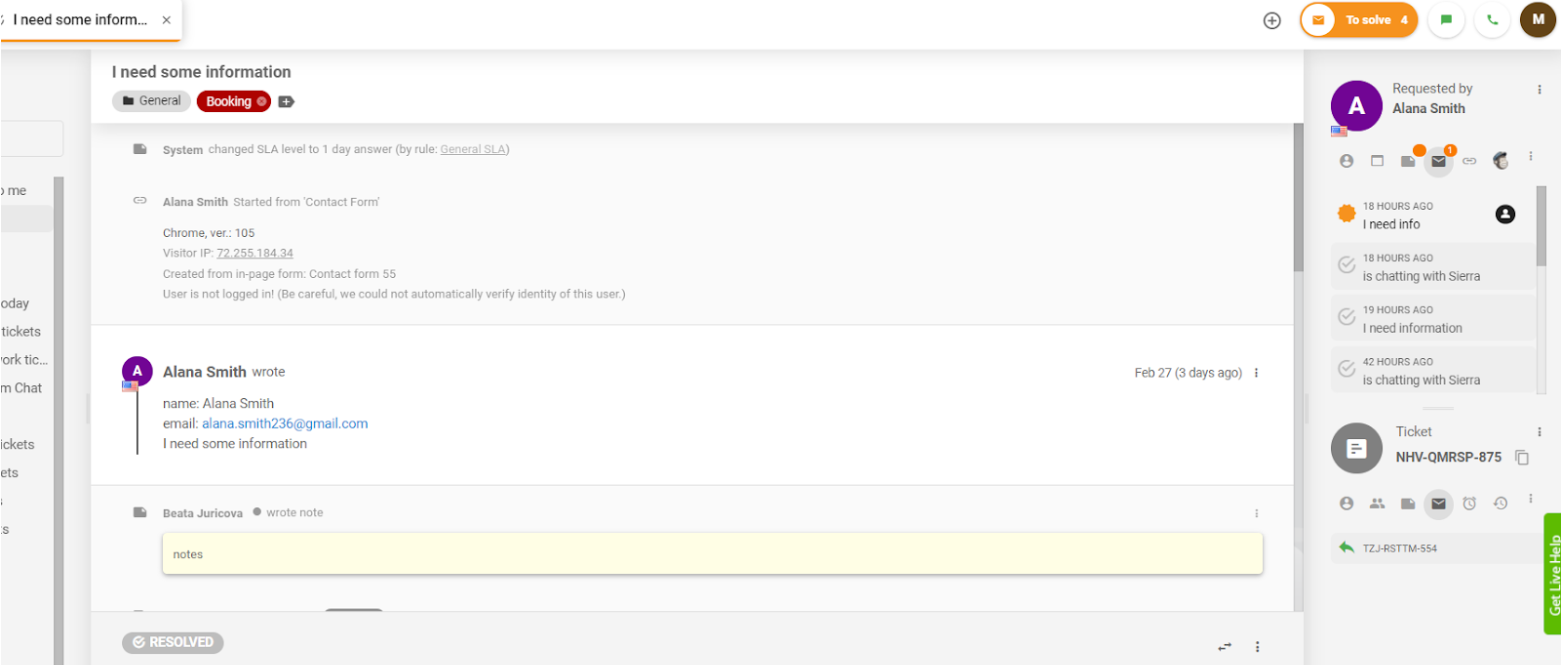 I need some inform... ×
To solve 4
M
I need some information
General
Booking
System changed SLA level to 1 day answer (by rule: General SLA)
Alana Smith Started from 'Contact Form'
Chrome, ver.: 105
Visitor IP: 72.255.184.34
Created from in-page form: Contact form 55
User is not logged in! (Be careful, we could not automatically verify identity of this user.)
A
Alana Smith wrote
Feb 27 (3 days ago)
name: Alana Smith
email: alana.smith236@gmail.com
I need some information
Beata Juricova wrote note
notes
RESOLVED
me
oday
tickets
ork tic...
m Chat
ickets
ets
s
ts
A
Requested by
Alana Smith
1
18 HOURS AGO
I need info
18 HOURS AGO
is chatting with Sierra
19 HOURS AGO
I need information
42 HOURS AGO
is chatting with Sierra
Ticket
NHV-QMRSP-875
TZJ-RSTTM-554
Get Live Help